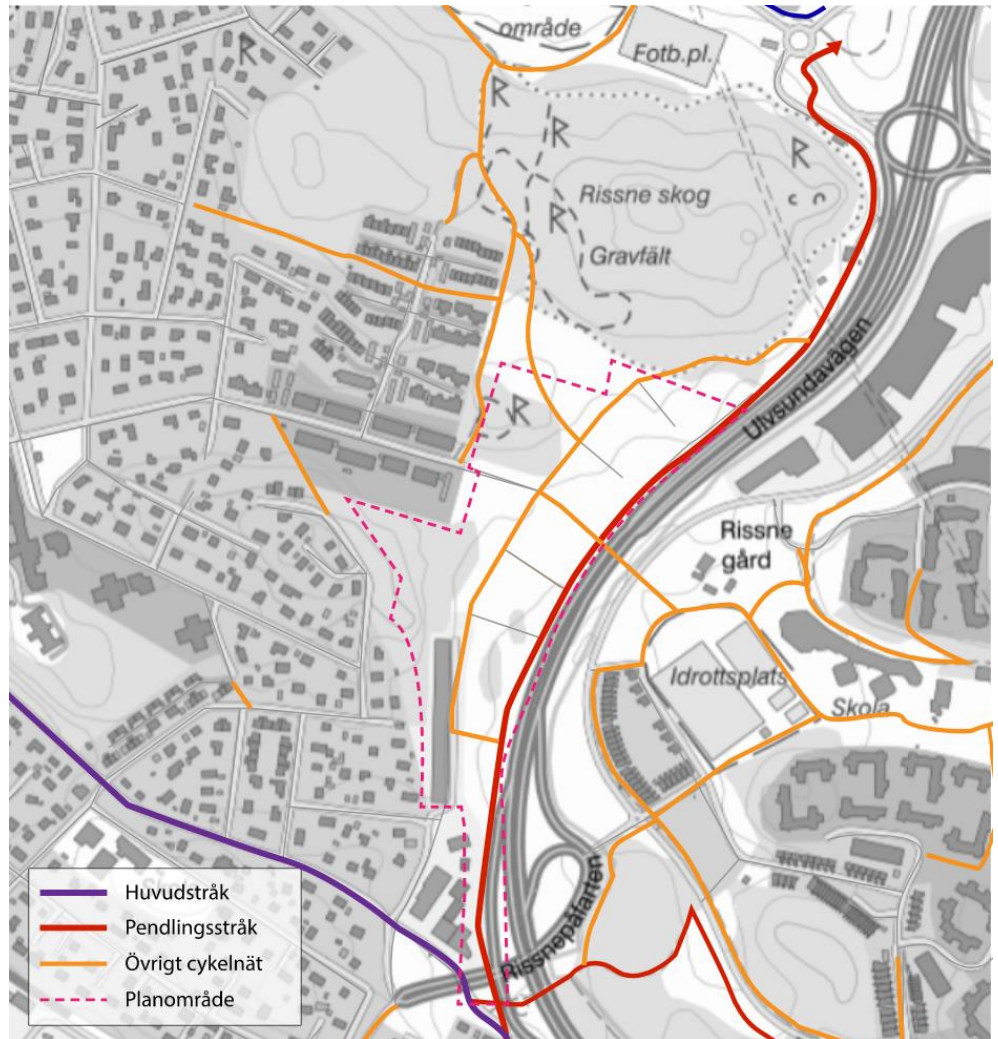 område
Fotb.pl.
Rissne skog
Gravfält
Ulvsundavägen
Rissne
gård
Idrottsplats
Skola
Rissnepåfarten
Huvudstråk
Pendlingsstråk
Övrigt cykelnät
Planområde